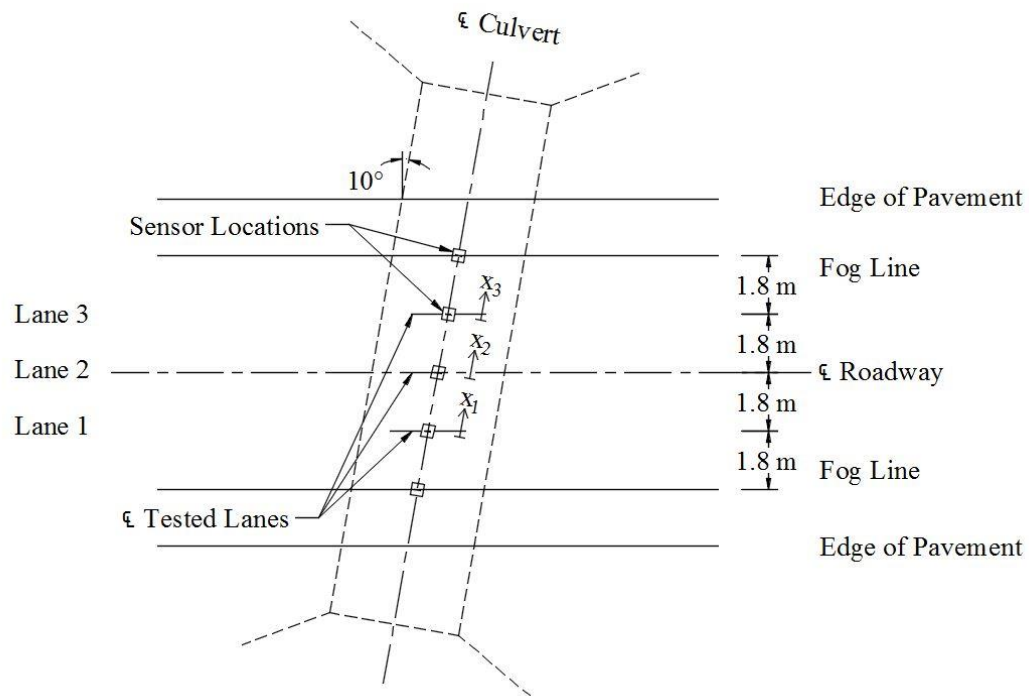 ℄ Culvert
10°
Edge of Pavement
Sensor Locations
Fog Line
x3
1.8 m
Lane 3
1.8 m
x2
Lane 2
℄ Roadway
x1
1.8 m
Lane 1
1.8 m
Fog Line
℄ Tested Lanes
Edge of Pavement